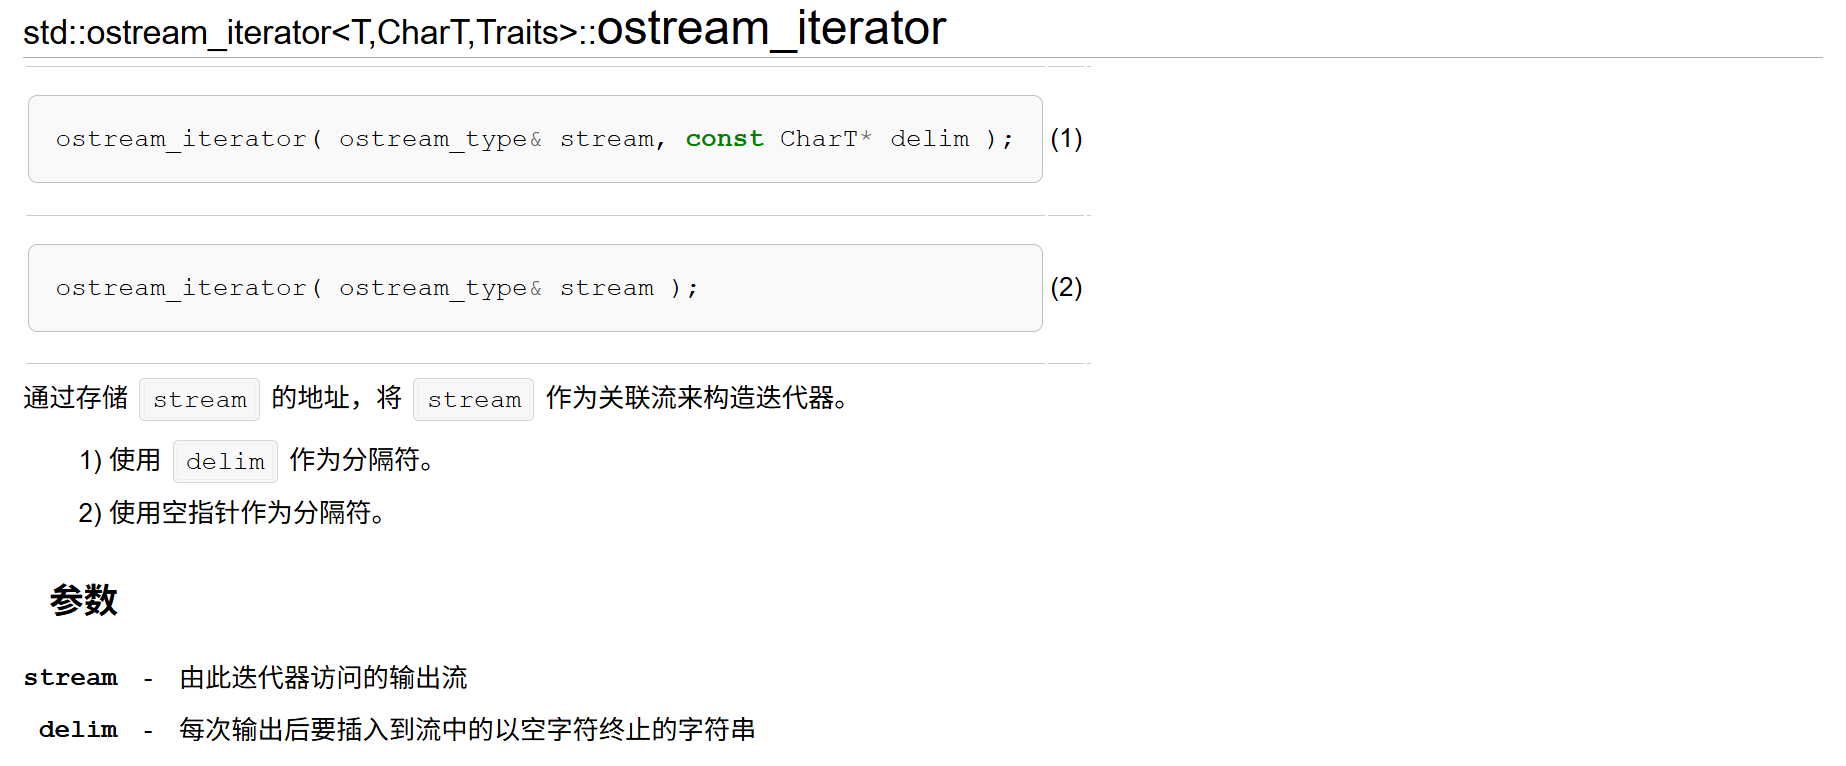 std::ostream_iterator<T,CharT,Traits>::ostream_iterator
ostream_iterator( ostream_type& stream, const CharT* delim ); (1)
ostream_iterator( ostream_type& stream ); (2)
通过存储 stream 的地址，将 stream 作为关联流来构造迭代器。
1) 使用 delim 作为分隔符。
2) 使用空指针作为分隔符。
参数
stream - 由此迭代器访问的输出流
delim - 每次输出后要插入到流中的以空字符终止的字符串